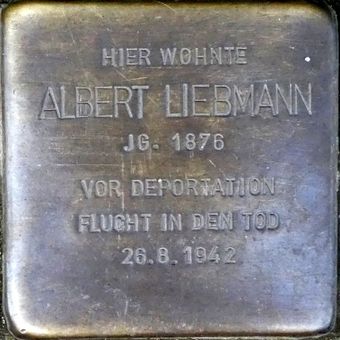 HIER WOHNTE
ALBERT LIEBMANN
JG. 1876
VOR DEPORTATION
FLUCHT IN DEN TOD
26.8.1942